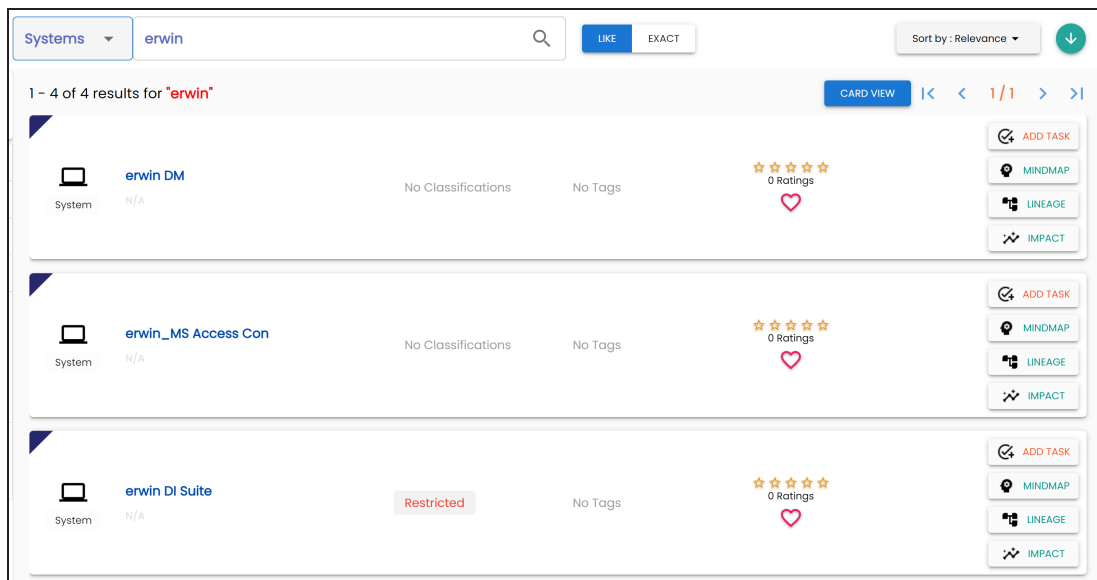 Systems erwin LIKE EXACT Sort by : Relevance
1 - 4 of 4 results for "erwin" CARD VIEW 1 / 1
ADD TASK
erwin DM
MINDMAP
No Classifications No Tags 0 Ratings
N/A
System
LINEAGE
IMPACT
ADD TASK
erwin_MS Access Con
MINDMAP
No Classifications No Tags 0 Ratings
N/A
System
LINEAGE
IMPACT
ADD TASK
erwin DI Suite
MINDMAP
Restricted No Tags 0 Ratings
N/A
System
LINEAGE
IMPACT